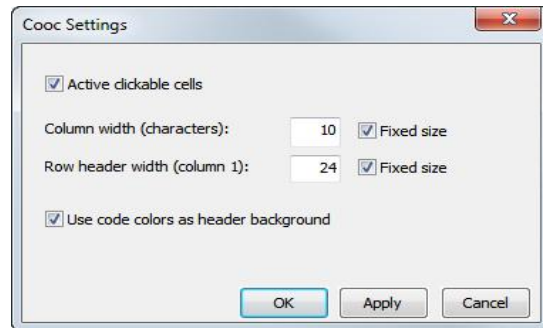 Cooc Settings
Active clickable cells
Column width (characters): 10 Fixed size
Row header width (column 1): 24 Fixed size
Use code colors as header background
OK Apply Cancel